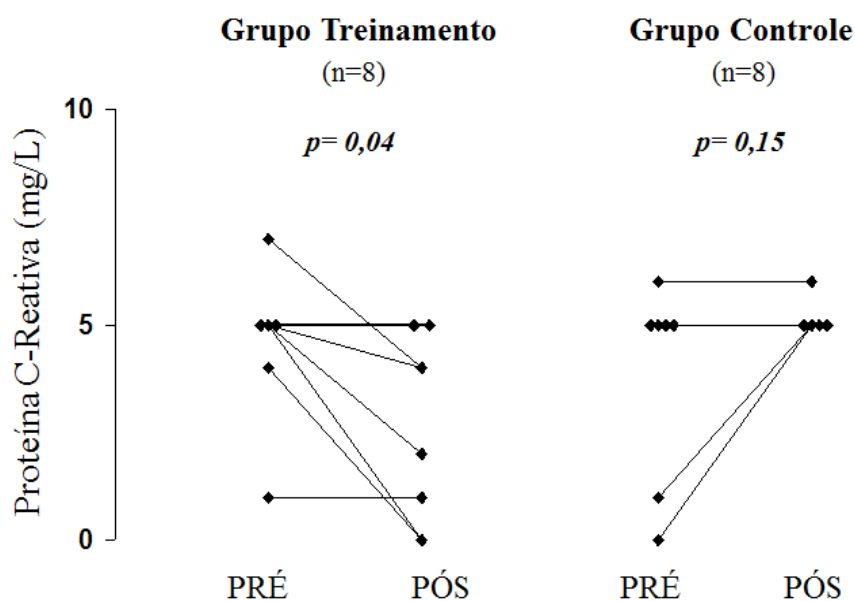 Grupo Treinamento
(n=8)
Grupo Controle
(n=8)
p= 0,04
p= 0,15
Proteína C-Reativa (mg/L)
10
5
0
PRÉ
PÓS
PRÉ
PÓS